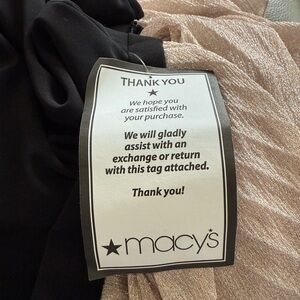 THANK YOU
★
We hope you
are satisfied with
your purchase.
We will gladly
assist with an
exchange or return
with this tag attached.
Thank you!
★macy's